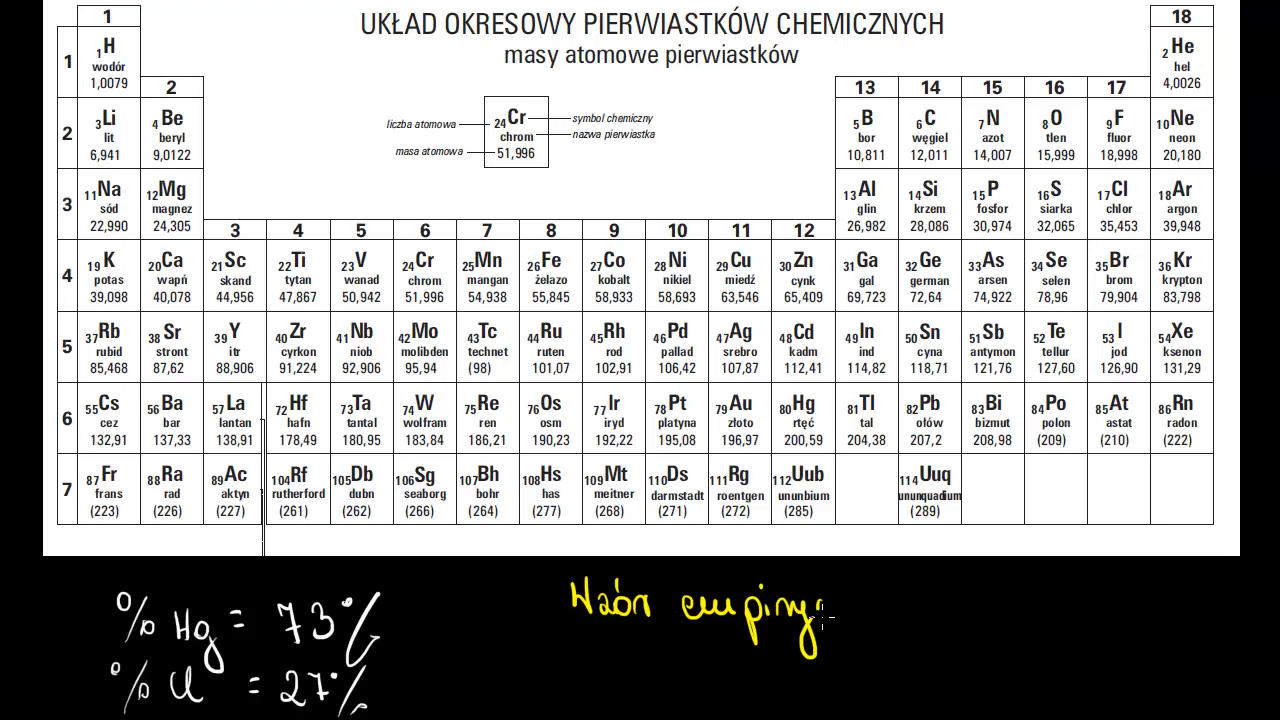 1 18
UKŁAD OKRESOWY PIERWIASTKÓW CHEMICZNYCH
masy atomowe pierwiastków
1 1H 2He
wodór hel
1,0079 4,0026
2 13 14 15 16 17
liczba atomowa 24Cr symbol chemiczny
chrom nazwa pierwiastka
masa atomowa 51,996
2 3Li 4Be 5B 6C 7N 8O 9F 10Ne
lit beryl bor węgiel azot tlen fluor neon
6,941 9,0122 10,811 12,011 14,007 15,999 18,998 20,180
3 11Na 12Mg 13Al 14Si 15P 16S 17Cl 18Ar
sód magnez glin krzem fosfor siarka chlor argon
22,990 24,305 26,982 28,086 30,974 32,065 35,453 39,948
3 4 5 6 7 8 9 10 11 12
4 19K 20Ca 21Sc 22Ti 23V 24Cr 25Mn 26Fe 27Co 28Ni 29Cu 30Zn 31Ga 32Ge 33As 34Se 35Br 36Kr
potas wapń skand tytan wanad chrom mangan żelazo kobalt nikiel miedź cynk gal german arsen selen brom krypton
39,098 40,078 44,956 47,867 50,942 51,996 54,938 55,845 58,933 58,693 63,546 65,409 69,723 72,64 74,922 78,96 79,904 83,798
5 37Rb 38Sr 39Y 40Zr 41Nb 42Mo 43Tc 44Ru 45Rh 46Pd 47Ag 48Cd 49In 50Sn 51Sb 52Te 53I 54Xe
rubid stront itr cyrkon niob molibden technet ruten rod pallad srebro kadm ind cyna antymon tellur jod ksenon
85,468 87,62 88,906 91,224 92,906 95,94 (98) 101,07 102,91 106,42 107,87 112,41 114,82 118,71 121,76 127,60 126,90 131,29
6 55Cs 56Ba 57La 72Hf 73Ta 74W 75Re 76Os 77Ir 78Pt 79Au 80Hg 81Tl 82Pb 83Bi 84Po 85At 86Rn
cez bar lantan hafn tantal wolfram ren osm iryd platyna złoto rtęć tal ołów bizmut polon astat radon
132,91 137,33 138,91 178,49 180,95 183,84 186,21 190,23 192,22 195,08 196,97 200,59 204,38 207,2 208,98 (209) (210) (222)
7 87Fr 88Ra 89Ac 104Rf 105Db 106Sg 107Bh 108Hs 109Mt 110Ds 111Rg 112Uub 114Uuq
frans rad aktyn rutherford dubn seaborg bohr has meitner darmstadt roentgen ununbium ununquadium
(223) (226) (227) (261) (262) (266) (264) (277) (268) (271) (272) (285) (289)
% Hg = 73%
% Cl = 27%
Wzór empiry